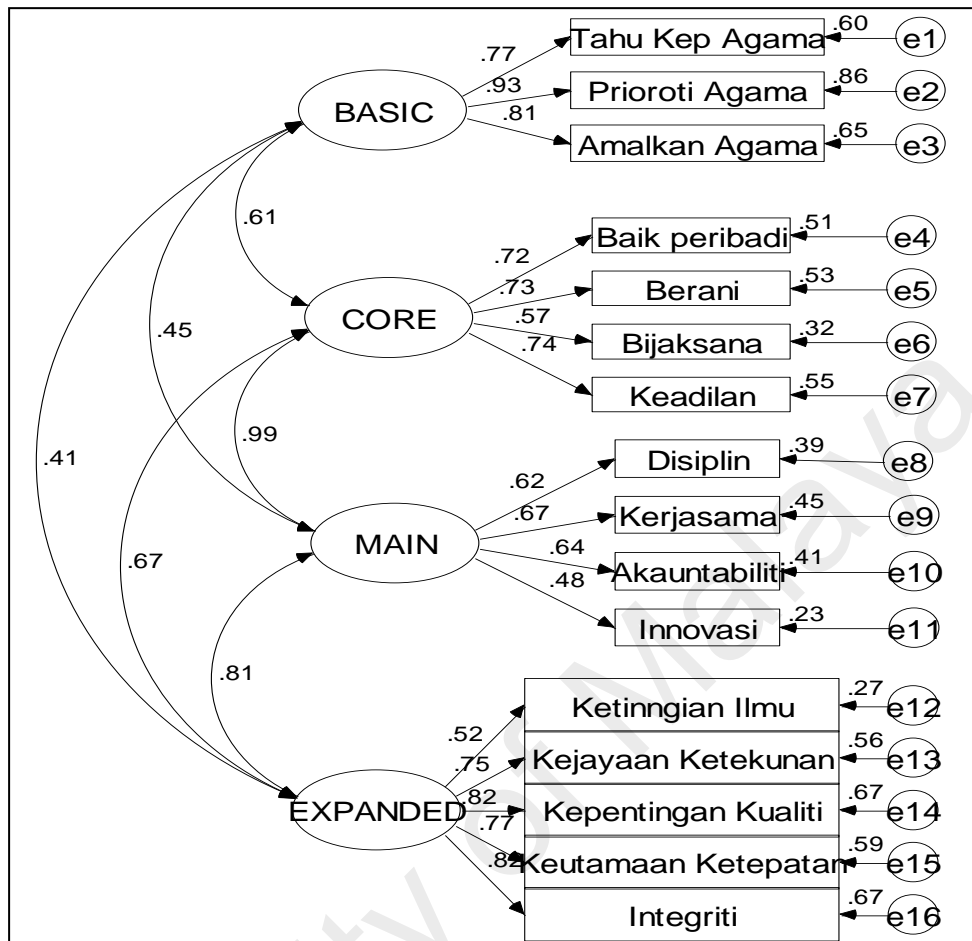 .60
Tahu Kep Agama
e1
.77
.93
.86
Prioroti Agama
e2
BASIC
.81
.65
Amalkan Agama
e3
.61
.51
Baik peribadi
e4
.72
.73
.53
Berani
e5
CORE
.57
.32
Bijaksana
e6
.74
.55
Keadilan
e7
.45
.99
.41
.39
Disiplin
e8
.62
.67
.45
Kerjasama
e9
MAIN
.64
.41
Akauntabiliti
e10
.48
.23
Innovasi
e11
.67
.81
.27
Ketinngian Ilmu
e12
.52
.75
.56
Kejayaan Ketekunan
e13
EXPANDED
.82
.67
Kepentingan Kualiti
e14
.77
.59
Keutamaan Ketepatan
e15
.82
.67
Integriti
e16
ty of Malaya